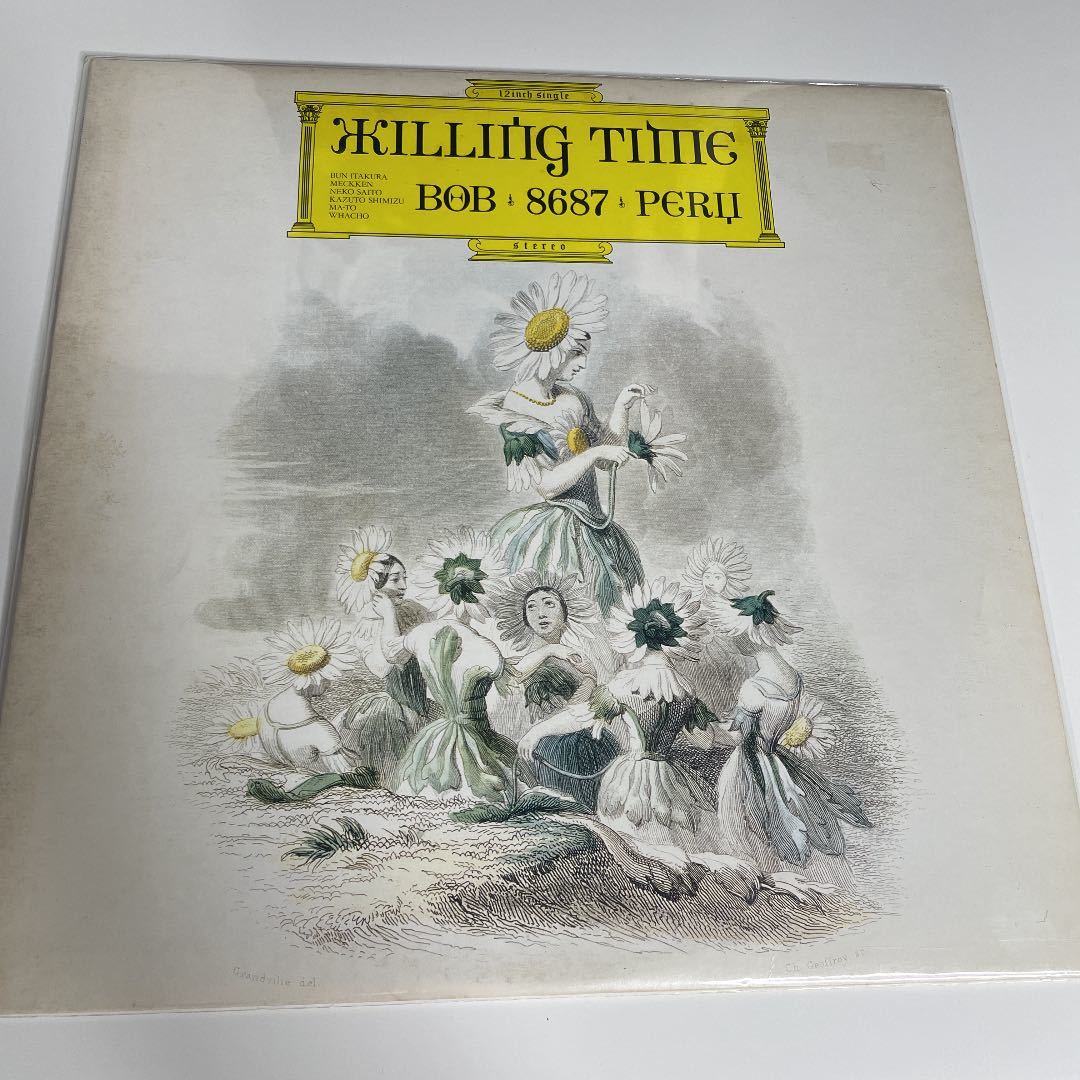 12inch single
KILLING TIME
BUN ITAKURA
MECKKEN
NEKO SAITO
KAZUTO SHIMIZU
MA-TO
WHACHO
BOB 8687 PERU
stereo
Grandville del.
Ch. Geoffroy sc.